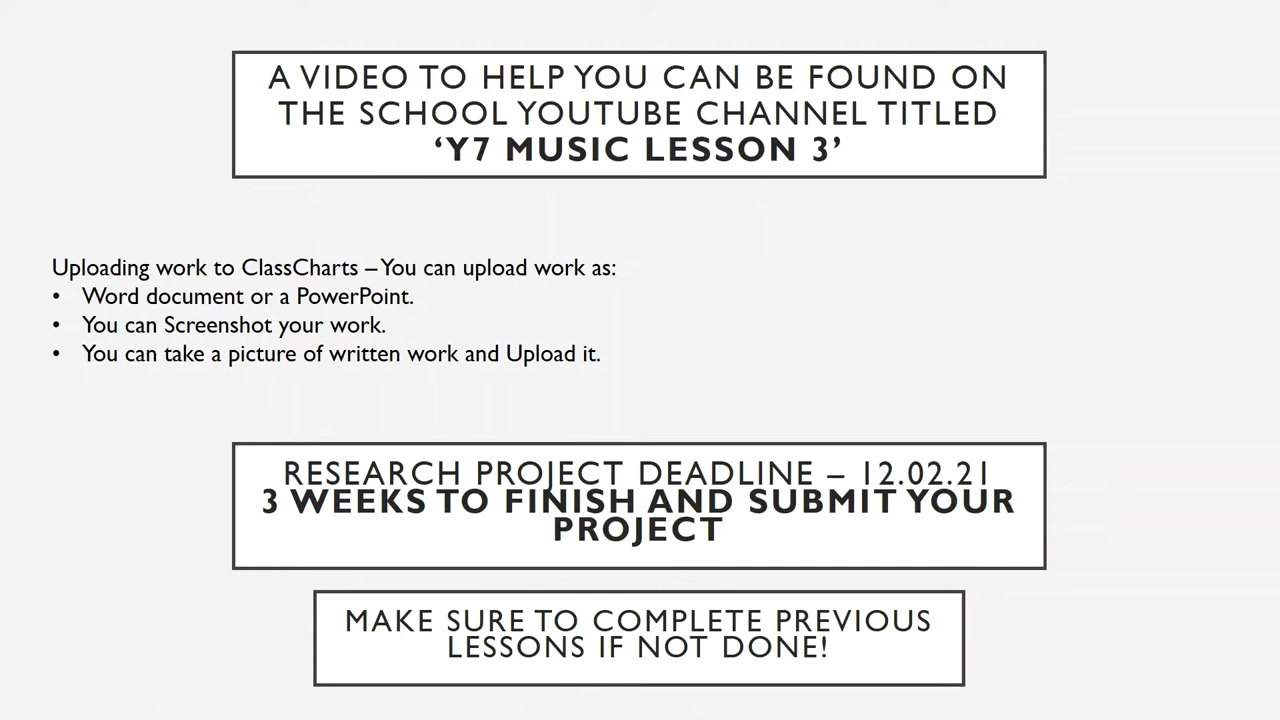 A VIDEO TO HELP YOU CAN BE FOUND ON
THE SCHOOL YOUTUBE CHANNEL TITLED
‘Y7 MUSIC LESSON 3’
Uploading work to ClassCharts – You can upload work as:
• Word document or a PowerPoint.
• You can Screenshot your work.
• You can take a picture of written work and Upload it.
RESEARCH PROJECT DEADLINE – 12.02.21
3 WEEKS TO FINISH AND SUBMIT YOUR
PROJECT
MAKE SURE TO COMPLETE PREVIOUS
LESSONS IF NOT DONE!